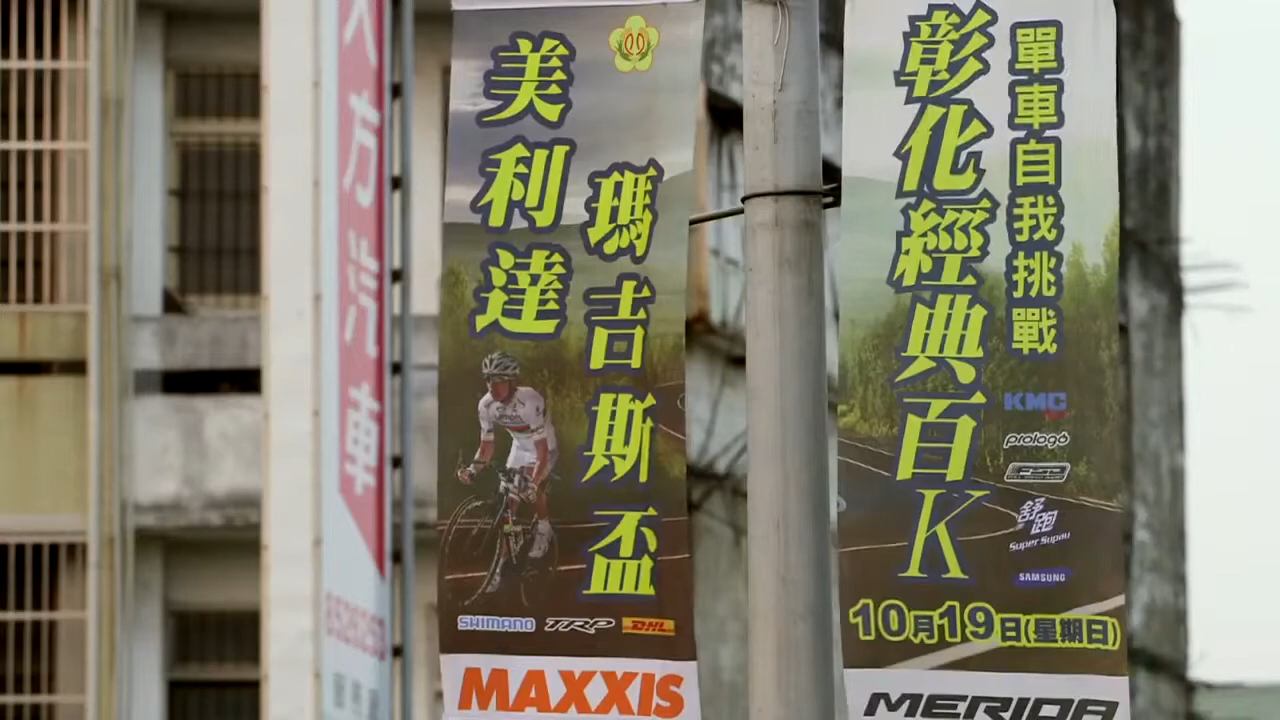 大方汽車
美利達
瑪吉斯盃
SHIMANO TRP DHL
MAXXIS
彰化經典百K
單車自我挑戰
KMC
prologo
FSA
舒跑
Super Supau
SAMSUNG
10月19日(星期日)
MERIDA